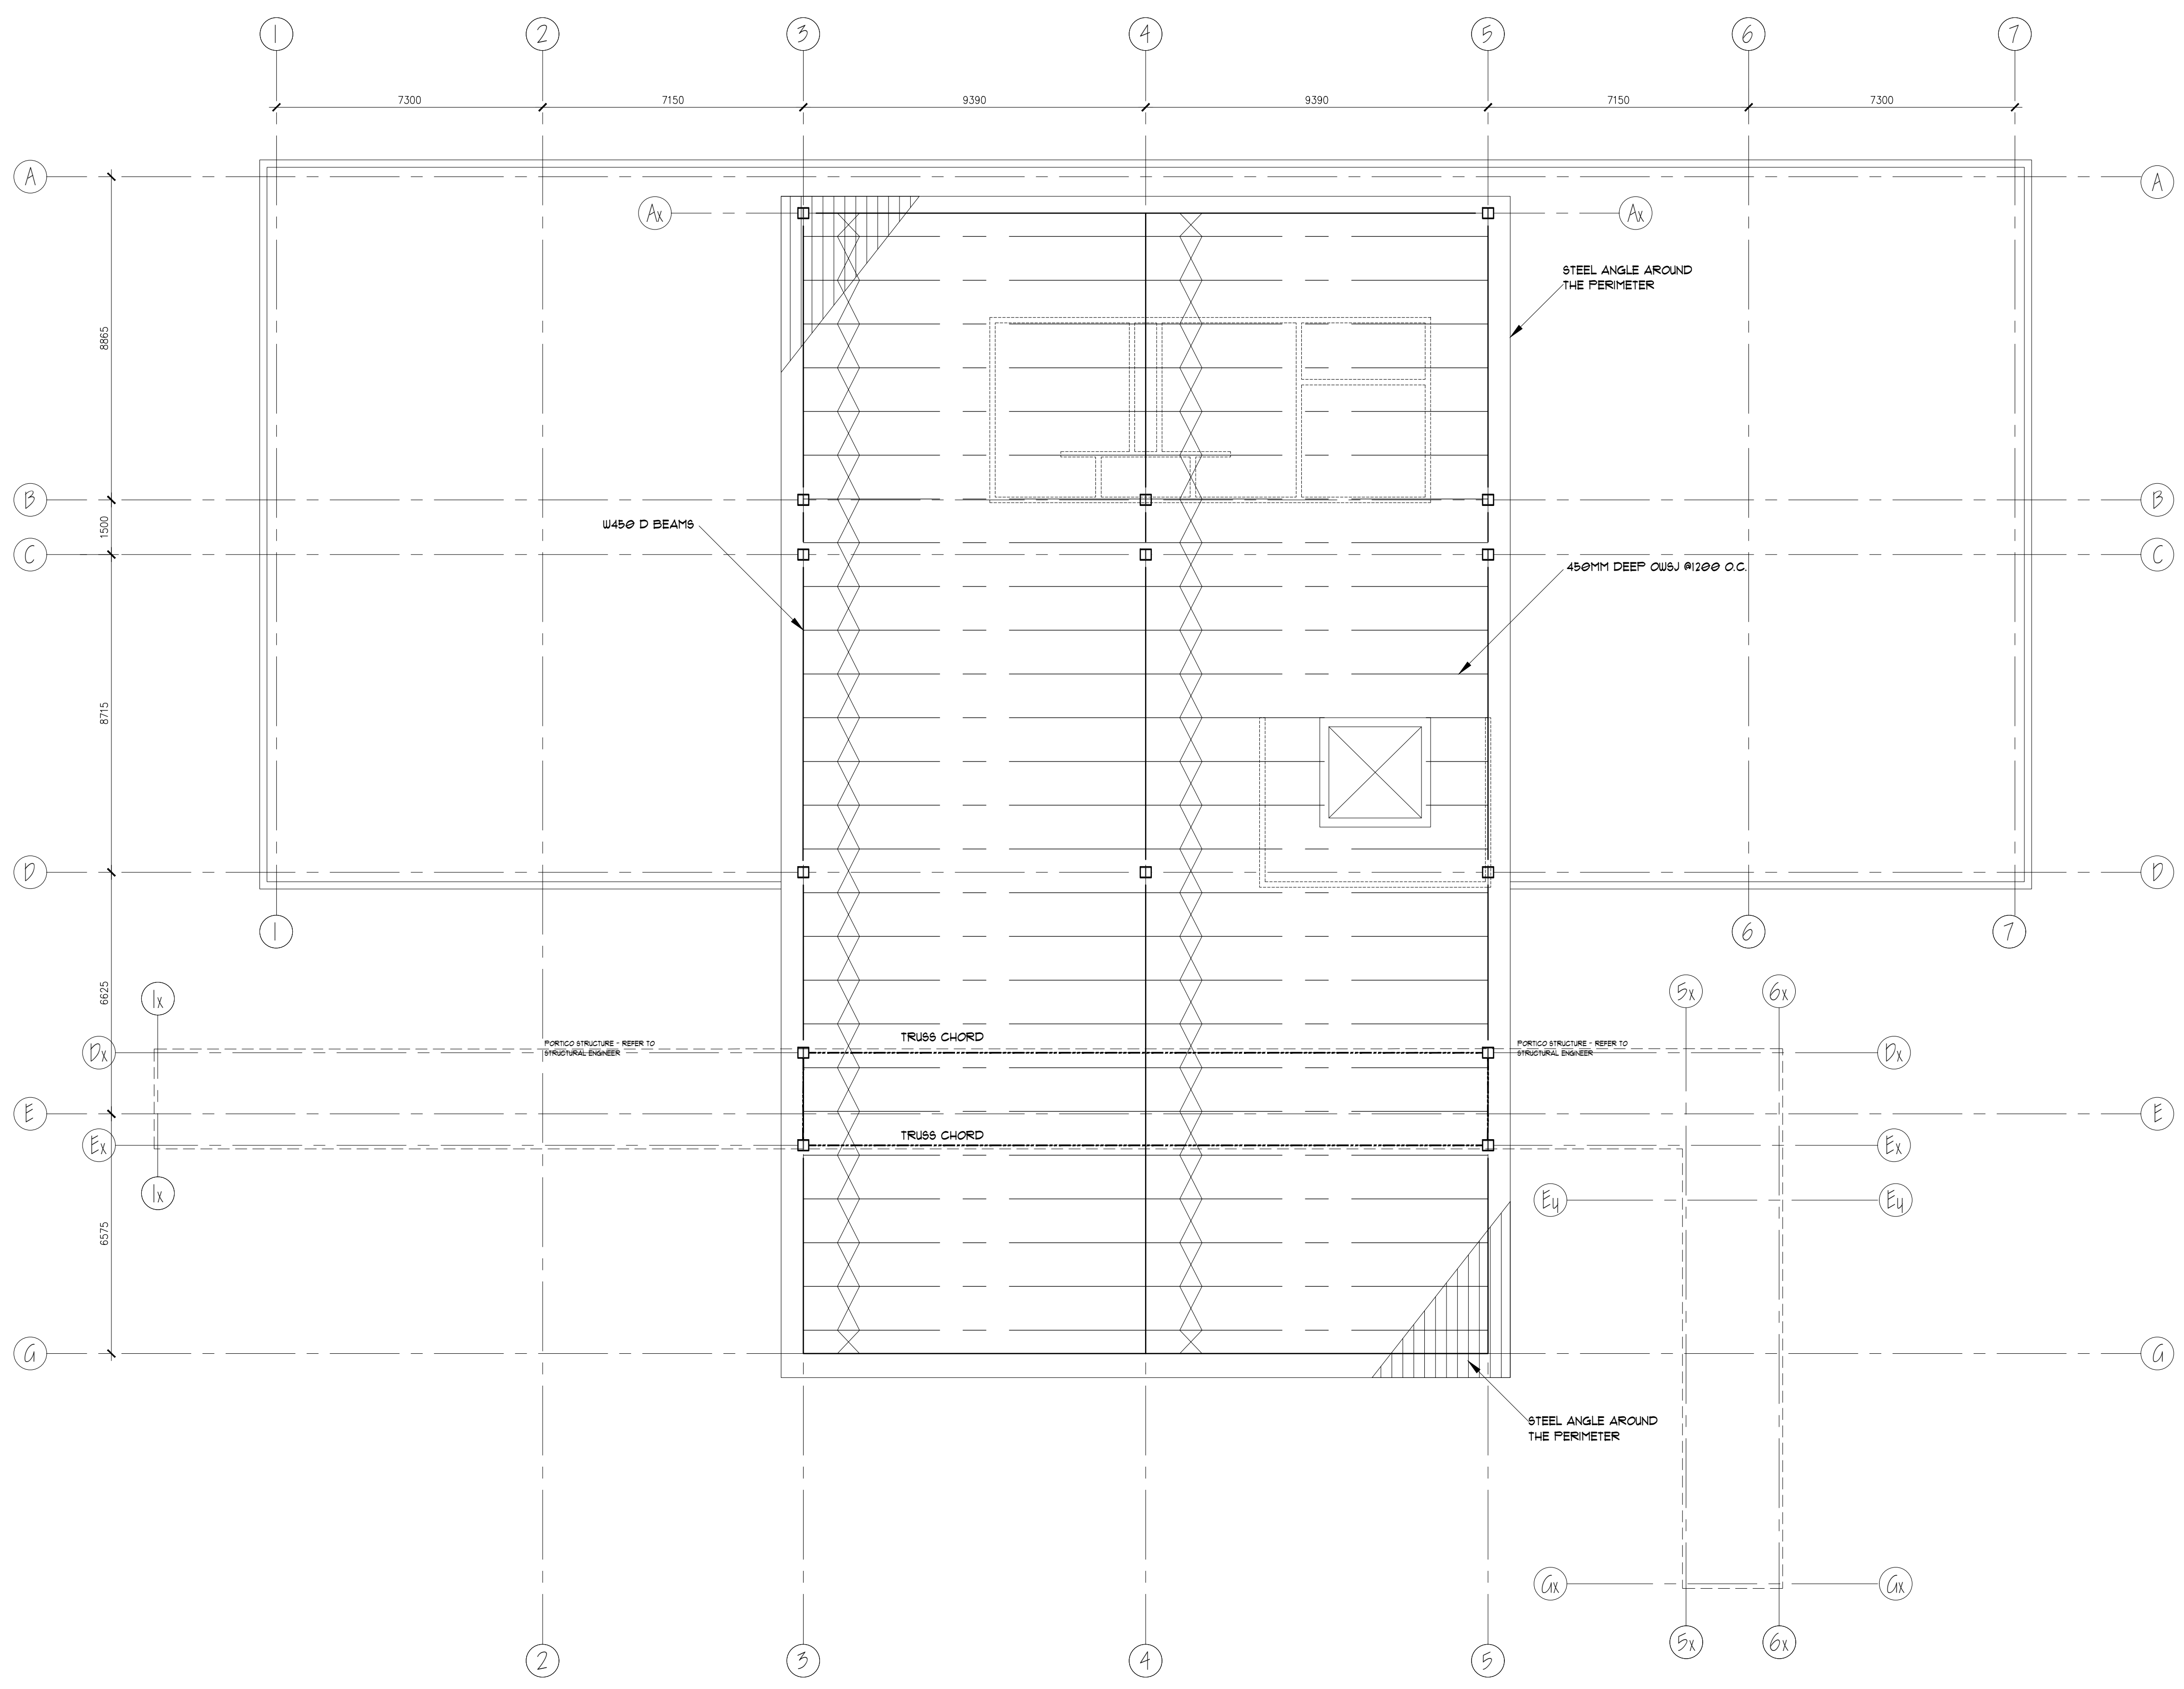 1 2 3 4 5 6 7
7300 7150 9390 9390 7150 7300
A A
Ax Ax
STEEL ANGLE AROUND
THE PERIMETER
8865
B B
W450 D BEAMS
1500
C C
450MM DEEP OWSJ @1200 O.C.
8715
D D
1 6 7
6625
1x 5x 6x
TRUSS CHORD
PORTICO STRUCTURE - REFER TO
STRUCTURAL ENGINEER
PORTICO STRUCTURE - REFER TO
STRUCTURAL ENGINEER
Dx Dx
E E
TRUSS CHORD
Ex Ex
1x
Ey Ey
6575
G G
STEEL ANGLE AROUND
THE PERIMETER
Gx Gx
5x 6x
2 3 4 5